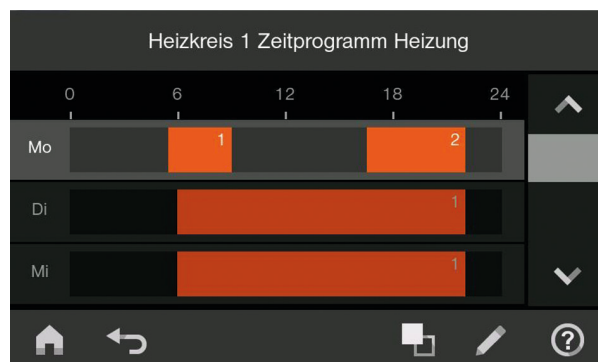 Heizkreis 1 Zeitprogramm Heizung
0 6 12 18 24
Mo 1 2
Di 1
Mi 1
?